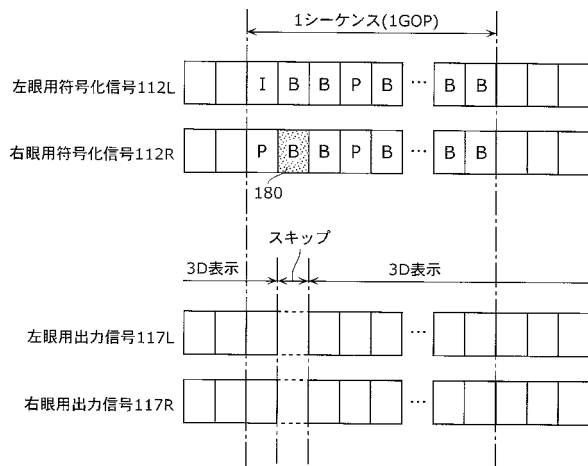 1シーケンス(1GOP)
左眼用符号化信号112L
I B B P B … B B
右眼用符号化信号112R
P B B P B … B B
180
スキップ
3D表示 3D表示
左眼用出力信号117L
…
右眼用出力信号117R
…